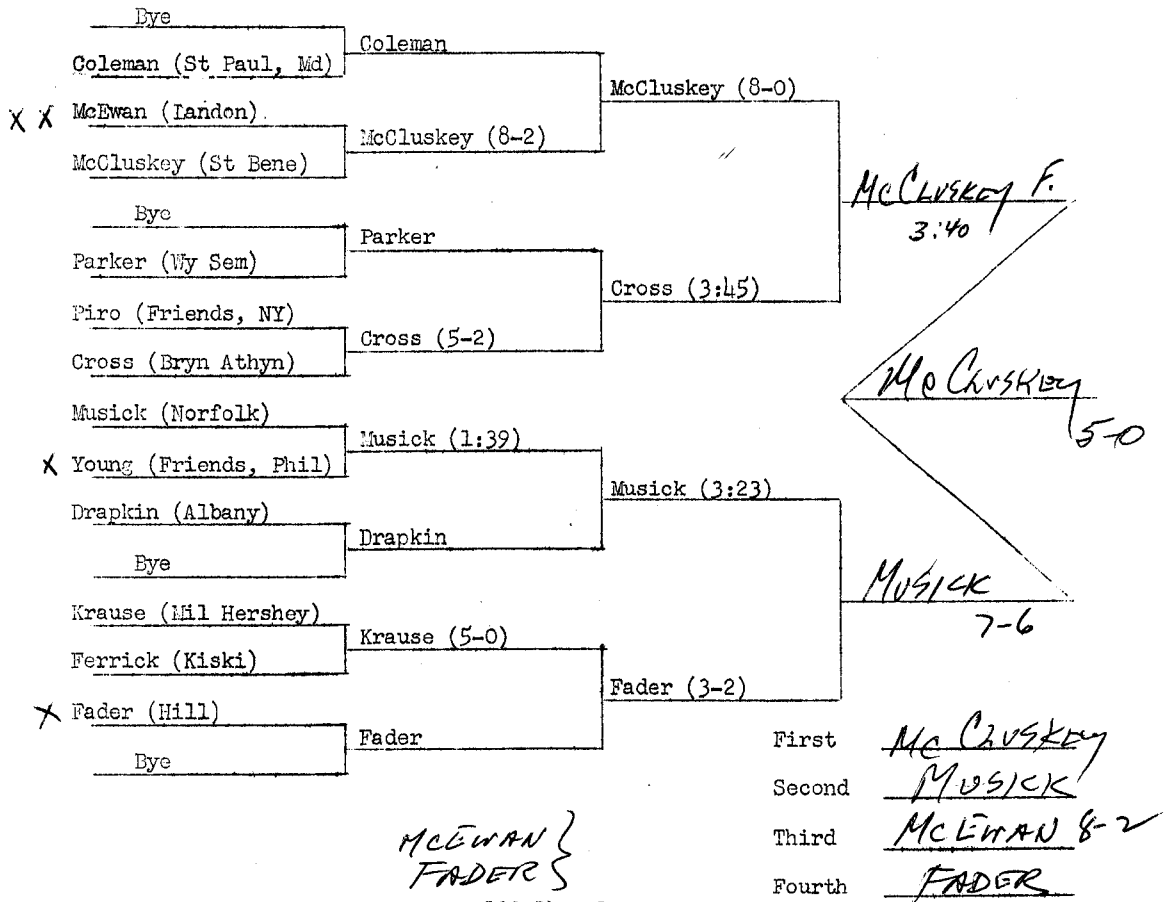 Bye
Coleman (St Paul, Md)
X X McEwan (Landon)
McCluskey (St Bene)
Bye
Parker (Wy Sem)
Piro (Friends, NY)
Cross (Bryn Athyn)
Musick (Norfolk)
X Young (Friends, Phil)
Drapkin (Albany)
Bye
Krause (Mil Hershey)
Ferrick (Kiski)
X Fader (Hill)
Bye
Coleman
McCluskey (8-2)
Parker
Cross (5-2)
Musick (1:39)
Drapkin
Krause (5-0)
Fader
McCluskey (8-0)
Cross (3:45)
Musick (3:23)
Fader (3-2)
McCluskey F.
3:40
Musick
7-6
McCluskey
5-0
McEwan }
Fader }
First McCluskey
Second Musick
Third McEwan 8-2
Fourth Fader